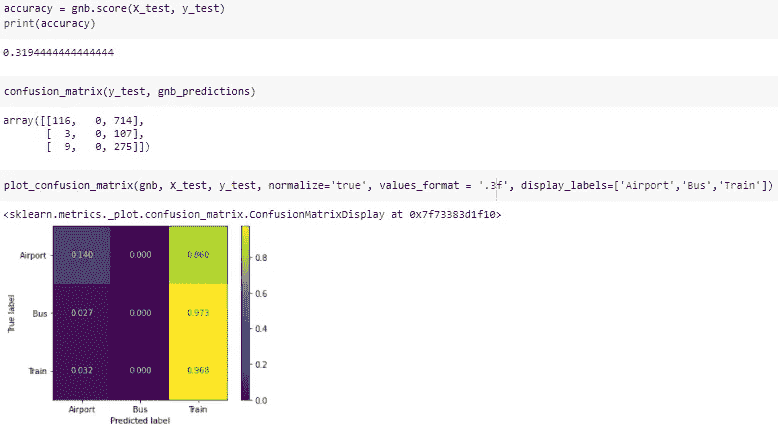 accuracy = gnb.score(X_test, y_test)
print(accuracy)
0.3194444444444444
confusion_matrix(y_test, gnb_predictions)
array([[116, 0, 714],
[ 3, 0, 107],
[ 9, 0, 275]])
plot_confusion_matrix(gnb, X_test, y_test, normalize='true', values_format = '.3f', display_labels=['Airport','Bus','Train'])
<sklearn.metrics._plot.confusion_matrix.ConfusionMatrixDisplay at 0x7f73383d1f10>
Airport 0.140 0.000 0.860
Bus 0.027 0.000 0.973
Train 0.032 0.000 0.968
Airport Bus Train
Predicted label
True label
0.8
0.6
0.4
0.2
0.0